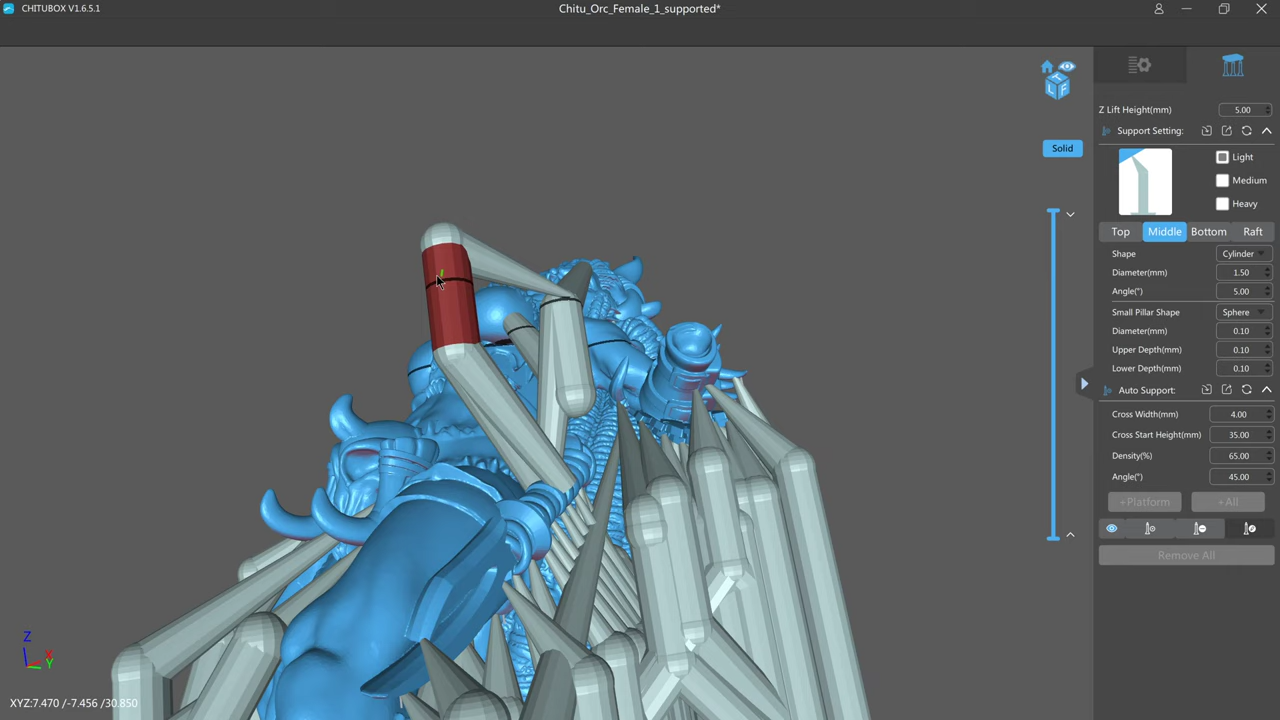 CHITUBOX V1.6.5.1
Chitu_Orc_Female_1_supported*
T
L F
Z Lift Height(mm) 5.00
Support Setting:
Solid
Light
Medium
Heavy
Top Middle Bottom Raft
Shape Cylinder
Diameter(mm) 1.50
Angle(°) 5.00
Small Pillar Shape Sphere
Diameter(mm) 0.10
Upper Depth(mm) 0.10
Lower Depth(mm) 0.10
Auto Support:
Cross Width(mm) 4.00
Cross Start Height(mm) 35.00
Density(%) 65.00
Angle(°) 45.00
+Platform +All
Remove All
Z
X
Y
XYZ:7.470 /-7.456 /30.850